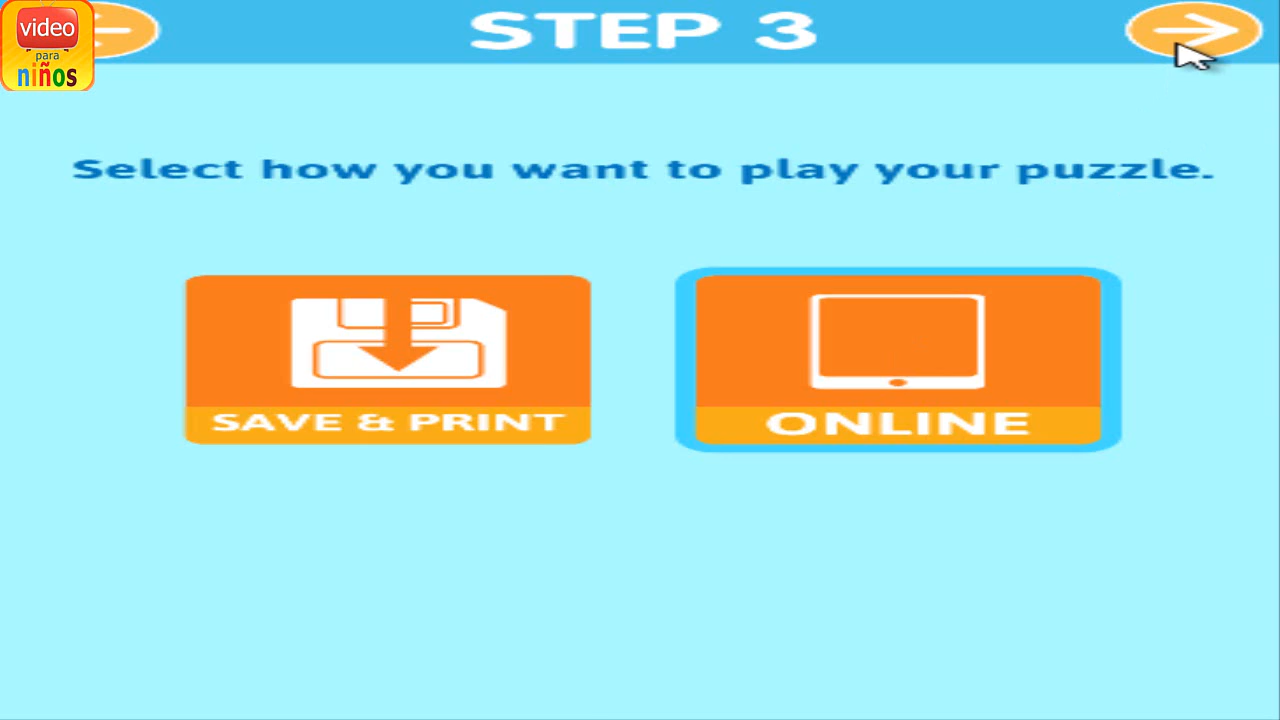 video
para
niños
STEP 3
Select how you want to play your puzzle.
SAVE & PRINT
ONLINE